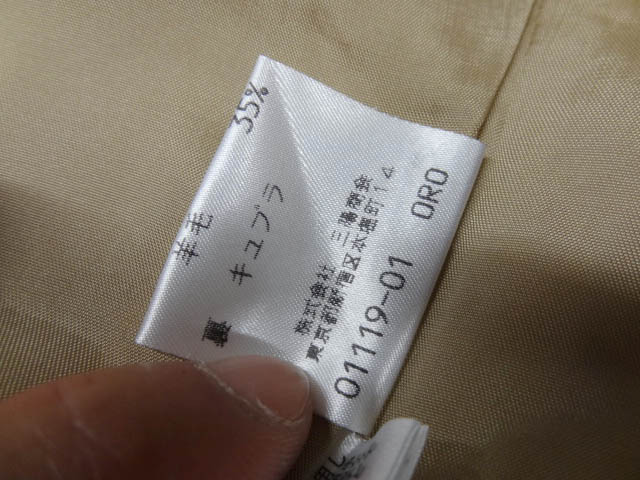 羊毛 35%
裏 キュプラ
株式会社 三陽商会
東京都新宿区本塩町14
01119-01 ORO